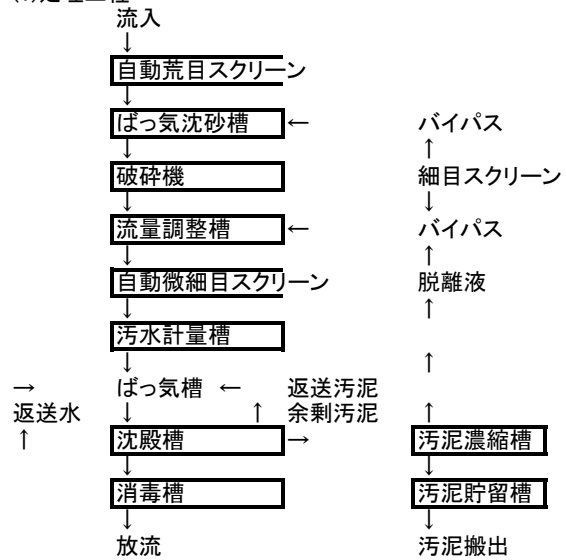 流入
↓
自動荒目スクリーン
↓
ばっ気沈砂槽 ← バイパス
↓ ↑
破砕機 細目スクリーン
↓ ↓
流量調整槽 ← バイパス
↓ ↑
自動微細目スクリーン 脱離液
↓ ↑
汚水計量槽
↓ ↑
→ ばっ気槽 ← 返送汚泥
返送水 ↓ ↑ 余剰汚泥 ↑
↑ 沈殿槽 → 汚泥濃縮槽
↓ ↓
消毒槽 汚泥貯留槽
↓ ↓
放流 汚泥搬出